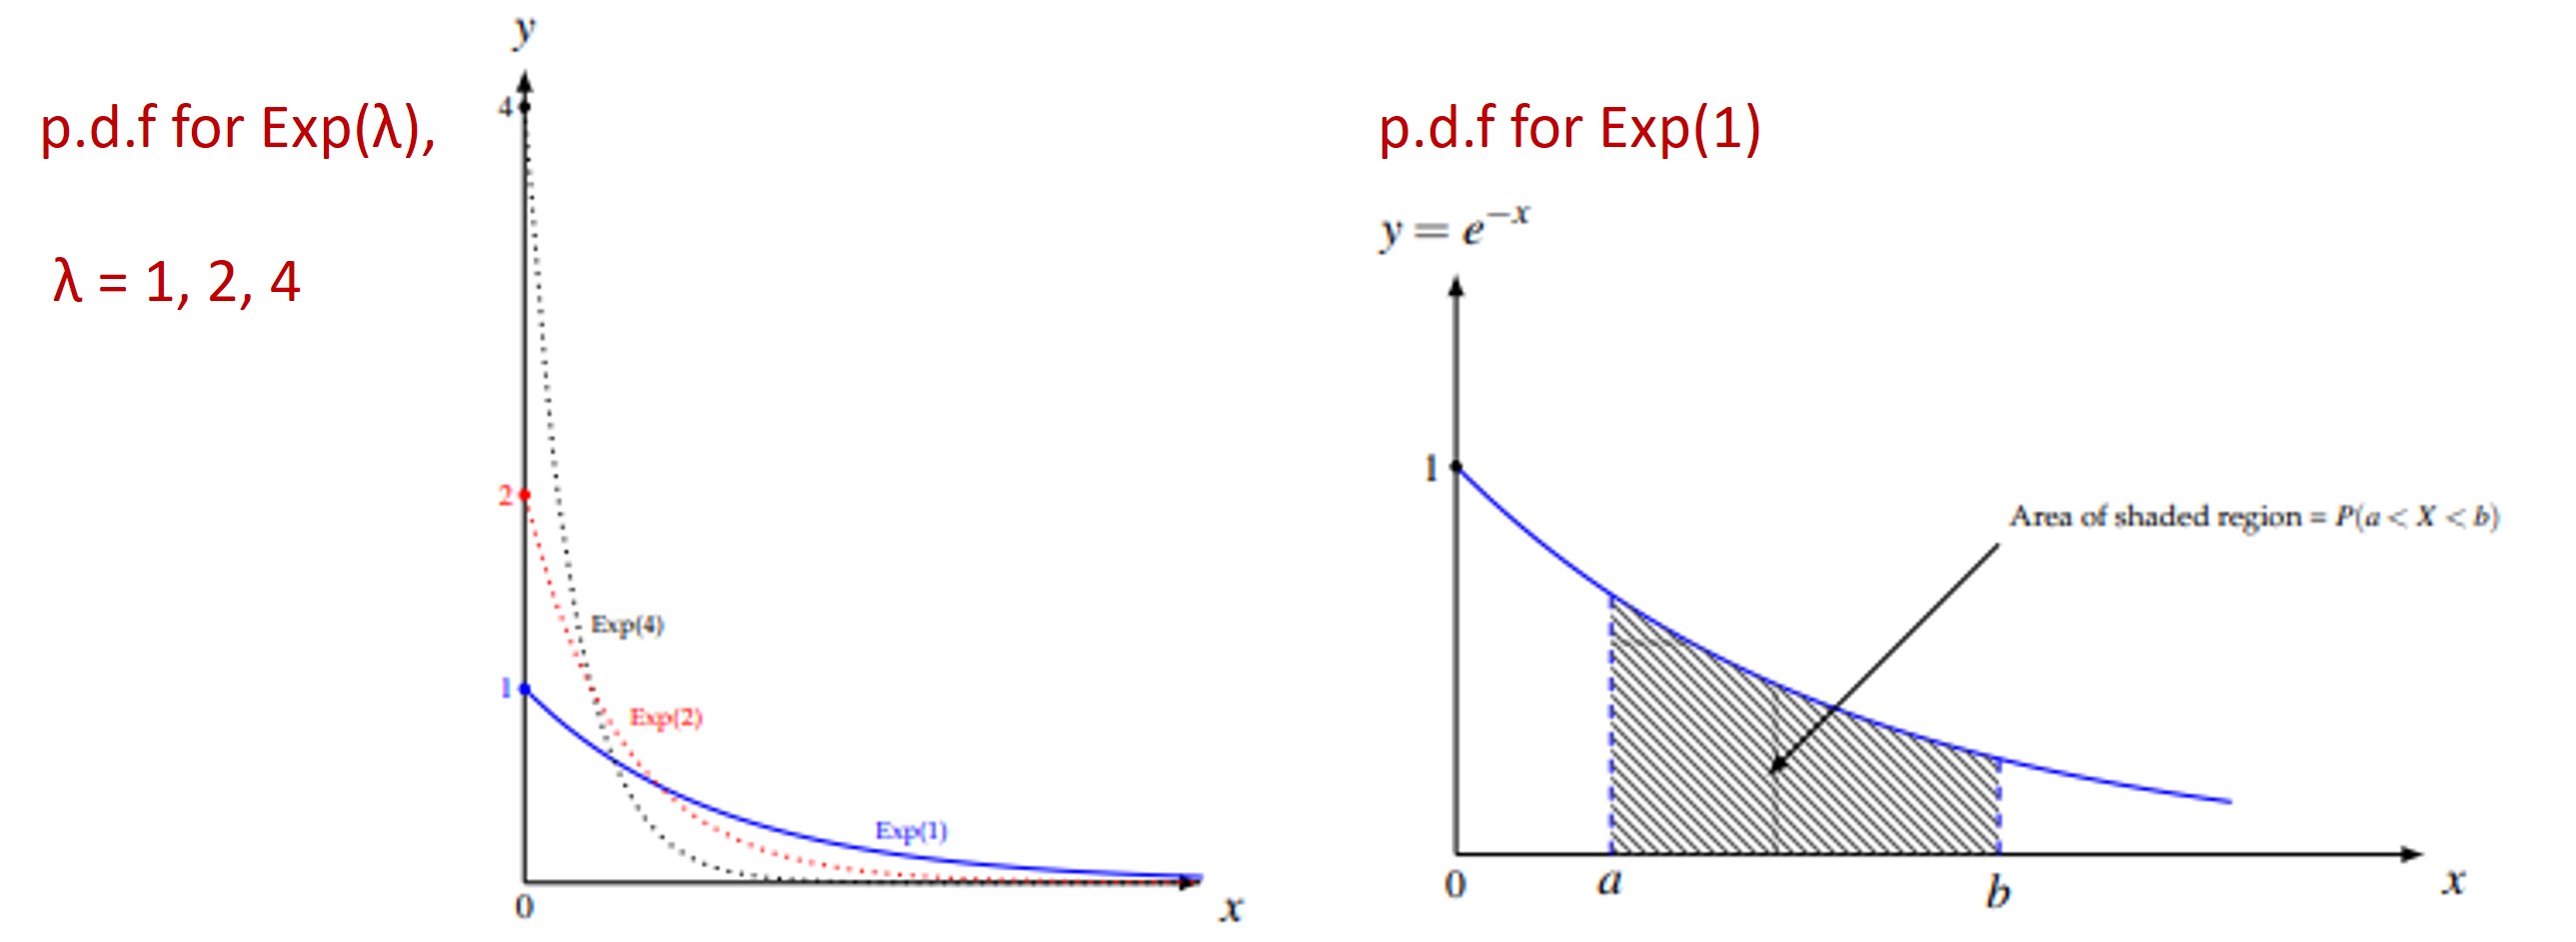 p.d.f for Exp(λ),
λ = 1, 2, 4
y
4
2
1
Exp(4)
Exp(2)
Exp(1)
0
x
p.d.f for Exp(1)
y = e^{-x}
1
Area of shaded region = P(a < X < b)
0
a
b
x